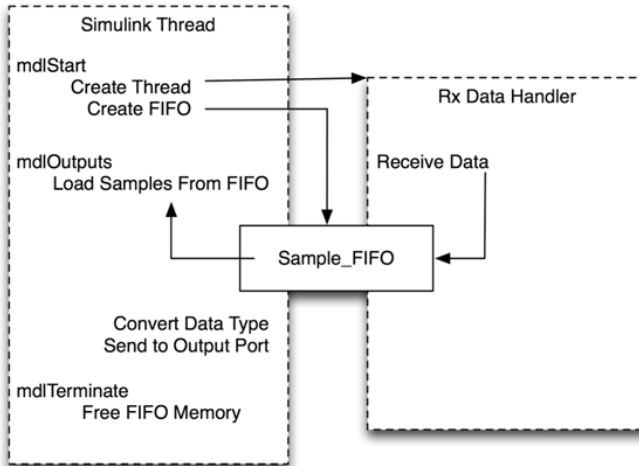 Simulink Thread
mdlStart
Create Thread
Create FIFO
Rx Data Handler
mdlOutputs
Load Samples From FIFO
Receive Data
Sample_FIFO
Convert Data Type
Send to Output Port
mdlTerminate
Free FIFO Memory